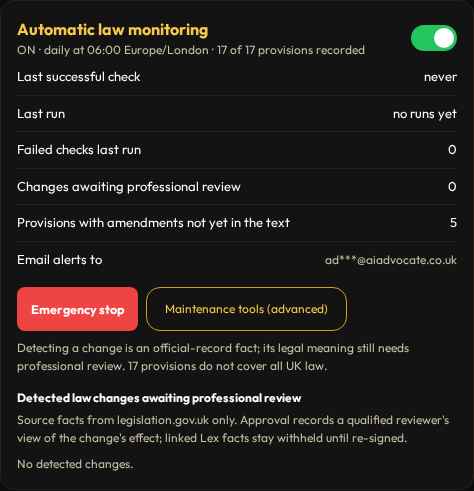 Automatic law monitoring
ON · daily at 06:00 Europe/London · 17 of 17 provisions recorded
Last successful check never
Last run no runs yet
Failed checks last run 0
Changes awaiting professional review 0
Provisions with amendments not yet in the text 5
Email alerts to ad***@aiadvocate.co.uk
Emergency stop Maintenance tools (advanced)
Detecting a change is an official-record fact; its legal meaning still needs
professional review. 17 provisions do not cover all UK law.
Detected law changes awaiting professional review
Source facts from legislation.gov.uk only. Approval records a qualified reviewer's
view of the change's effect; linked Lex facts stay withheld until re-signed.
No detected changes.